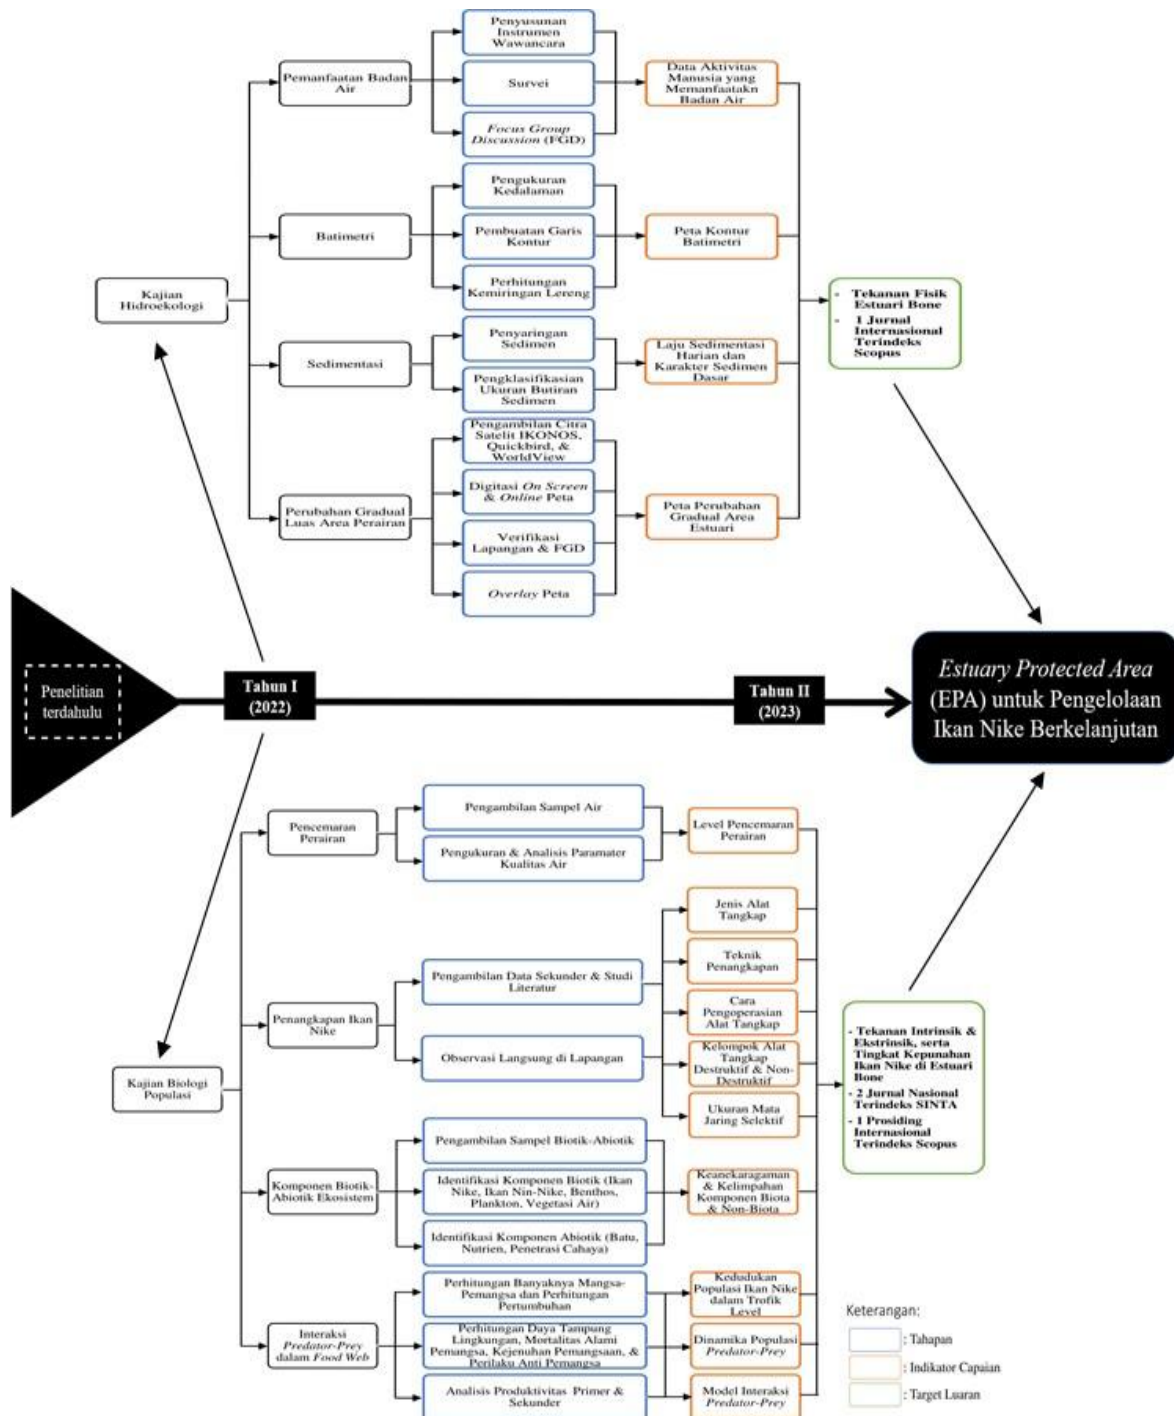 Penyusunan
Instrumen
Wawancara
Pemanfaatan Badan
Air
Survei
Data Aktivitas
Manusia yang
Memanfaatakn
Badan Air
Focus Group
Discussion (FGD)
Pengukuran
Kedalaman
Batimetri
Pembuatan Garis
Kontur
Peta Kontur
Batimetri
Perhitungan
Kemiringan Lereng
Kajian
Hidroekologi
- Tekanan Fisik
Estuari Bone
- 1 Jurnal
Internasional
Terindeks
Scopus
Penyaringan
Sedimen
Sedimentasi
Laju Sedimentasi
Harian dan
Karakter Sedimen
Dasar
Pengklasifikasian
Ukuran Butiran
Sedimen
Pengambilan Citra
Satelit IKONOS,
Quickbird, &
WorldView
Digitasi On Screen
& Online Peta
Perubahan Gradual
Luas Area Perairan
Peta Perubahan
Gradual Area
Estuari
Verifikasi
Lapangan & FGD
Overlay Peta
Penelitian
terdahulu
Tahun I
(2022)
Tahun II
(2023)
Estuary Protected Area
(EPA) untuk Pengelolaan
Ikan Nike Berkelanjutan
Pengambilan Sampel Air
Pencemaran
Perairan
Level Pencemaran
Perairan
Pengukuran & Analisis Paramater
Kualitas Air
Jenis Alat
Tangkap
Teknik
Penangkapan
Pengambilan Data Sekunder & Studi
Literatur
Penangkapan Ikan
Nike
Cara
Pengoperasian
Alat Tangkap
Observasi Langsung di Lapangan
Kelompok Alat
Tangkap
Destruktif & Non-
Destruktif
Ukuran Mata
Jaring Selektif
Kajian Biologi
Populasi
- Tekanan Intrinsik &
Ekstrinsik, serta
Tingkat Kepunahan
Ikan Nike di Estuari
Bone
- 2 Jurnal Nasional
Terindeks SINTA
- 1 Prosiding
Internasional
Terindeks Scopus
Pengambilan Sampel Biotik-Abiotik
Komponen Biotik-
Abiotik Ekosistem
Identifikasi Komponen Biotik (Ikan
Nike, Ikan Nin-Nike, Benthos,
Plankton, Vegetasi Air)
Keanekaragaman
& Kelimpahan
Komponen Biota
& Non-Biota
Identifikasi Komponen Abiotik (Batu,
Nutrien, Penetrasi Cahaya)
Perhitungan Banyaknya Mangsa-
Pemangsa dan Perhitungan
Pertumbuhan
Kedudukan
Populasi Ikan Nike
dalam Trofik
Level
Interaksi
Predator-Prey
dalam Food Web
Perhitungan Daya Tampung
Lingkungan, Mortalitas Alami
Pemangsa, Kejenuhan Pemangsaan, &
Perilaku Anti Pemangsa
Dinamika Populasi
Predator-Prey
Analisis Produktivitas Primer &
Sekunder
Model Interaksi
Predator-Prey
Keterangan:
: Tahapan
: Indikator Capaian
: Target Luaran